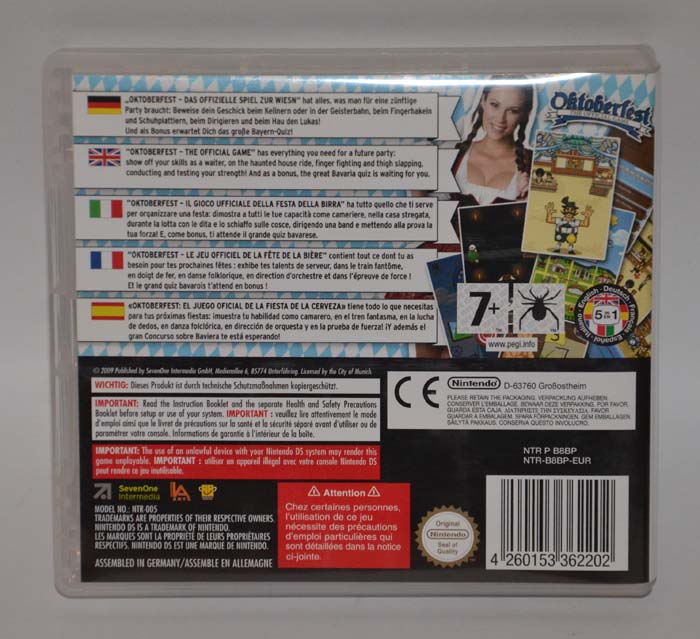 „OKTOBERFEST – DAS OFFIZIELLE SPIEL ZUR WIESN" hat alles, was man für eine zünftige
Party braucht: Beweise dein Geschick beim Kellnern oder in der Geisterbahn, beim Fingerhakeln
und Schuhplattern, beim Dirigieren und beim Hau den Lukas!
Und als Bonus erwartet Dich das große Bayern-Quiz!
"OKTOBERFEST – THE OFFICIAL GAME" has everything you need for a future party:
show off your skills as a waiter, on the haunted house ride, finger fighting and thigh slapping,
conducting and testing your strength! And as a bonus, the great Bavaria quiz is waiting for you.
"OKTOBERFEST – IL GIOCO UFFICIALE DELLA FESTA DELLA BIRRA" ha tutto quello che ti serve
per organizzare una festa: dimostra a tutti le tue capacità come cameriere, nella casa stregata,
durante la lotta con le dita e lo schiaffo sulle cosce, dirigendo una band e mettendo alla prova la
tua forza! E, come bonus, ti attende il grande quiz bavarese.
„OKTOBERFEST – LE JEU OFFICIEL DE LA FÊTE DE LA BIÈRE" contient tout ce dont tu as
besoin pour tes prochaines fêtes : exhibe tes talents de serveur, dans le train fantôme,
en doigt de fer, en danse folklorique, en direction d'orchestre et dans l'épreuve de force !
Et le grand quiz bavarois t'attend en bonus !
«OKTOBERFEST: EL JUEGO OFICIAL DE LA FIESTA DE LA CERVEZA» tiene todo lo que necesitas
para tus próximas fiestas: ¡muestra tu habilidad como camarero, en el tren fantasma, en la lucha
de dedos, en danza folclórica, en dirección de orquesta y en la prueba de fuerza! ¡Y además el
gran Concurso sobre Baviera te está esperando!
Oktoberfest
THE OFFICIAL GAME
7+
www.pegi.info
English · Deutsch · Français · Español · Italiano
5 in 1
© 2009 Published by SevenOne Intermedia GmbH, Medienallee 6, 85774 Unterföhring. Licensed by the City of Munich.
WICHTIG: Dieses Produkt ist durch technische Schutzmaßnahmen kopiergeschützt.
IMPORTANT: Read the Instruction Booklet and the separate Health and Safety Precautions
Booklet before setup or use of your system. IMPORTANT : veuillez lire attentivement le mode
d'emploi ainsi que le livret de précautions sur la santé et la sécurité séparé avant d'utiliser ou de
paramétrer votre console. Informations de garantie à l'intérieur de la boîte.
IMPORTANT: The use of an unlawful device with your Nintendo DS system may render this
game unplayable. IMPORTANT : utiliser un appareil illégal avec votre console Nintendo DS
peut rendre ce jeu inutilisable.
SevenOne
Intermedia
MODEL NO.: NTR-005
TRADEMARKS ARE PROPERTIES OF THEIR RESPECTIVE OWNERS.
NINTENDO DS IS A TRADEMARK OF NINTENDO.
LES MARQUES SONT LA PROPRIÉTÉ DE LEURS PROPRIÉTAIRES
RESPECTIFS. NINTENDO DS EST UNE MARQUE DE NINTENDO.
ASSEMBLED IN GERMANY/ASSEMBLÉ EN ALLEMAGNE
Attention
Chez certaines personnes,
l'utilisation de ce jeu
nécessite des précautions
d'emploi particulières qui
sont détaillées dans la notice
ci-jointe.
CE
Nintendo
D-63760 Großostheim
PLEASE RETAIN THE PACKAGING. VERPACKUNG AUFBEWAHREN.
CONSERVER L'EMBALLAGE. BEWAAR DEZE VERPAKKING. FAVOR
GUARDAR ESTA CAJA. ΔΙΑΤΗΡΗΣΤΕ ΤΗΝ ΣΥΣΚΕΥΑΣΙΑ. FAVOR
GUARDAR A EMBALAGEM. SPARA FÖRPACKNINGEN. GEM EMBALLAGEN.
SÄILYTÄ PAKKAUS. CONSERVA QUESTO INVOLUCRO.
NTR P B8BP
NTR-B8BP-EUR
Original
Nintendo
Seal of
Quality
4 260153 362202